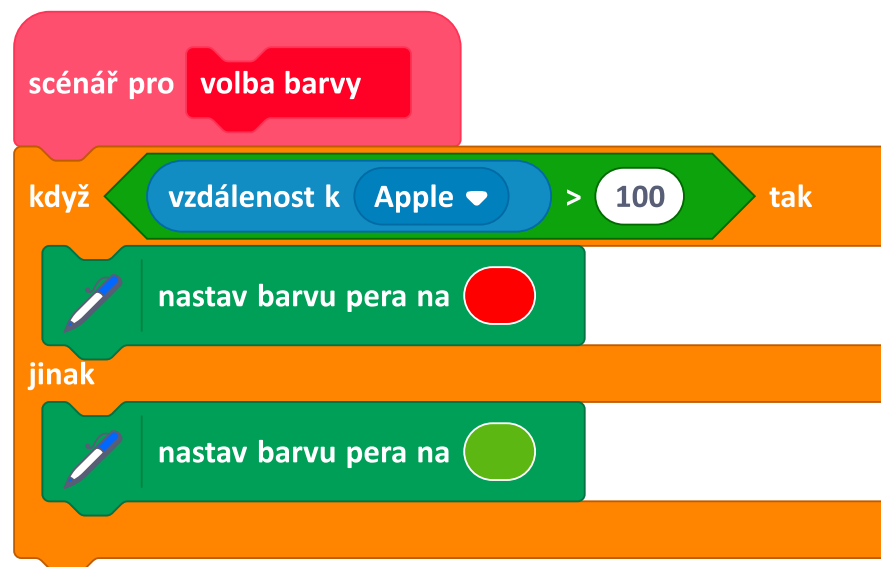 scénář pro volba barvy
když vzdálenost k Apple > 100 tak
nastav barvu pera na
jinak
nastav barvu pera na